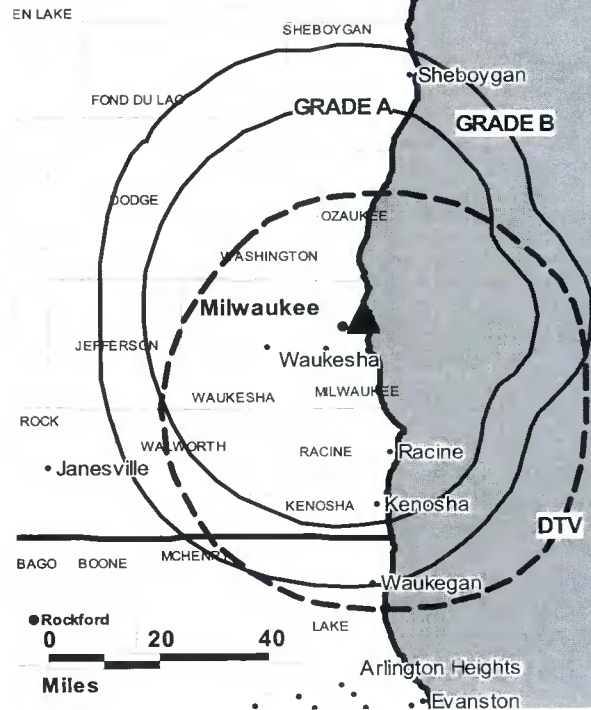 EN LAKE
SHEBOYGAN
Sheboygan
FOND DU LAC
GRADE A
GRADE B
DODGE
OZAUKEE
WASHINGTON
Milwaukee
JEFFERSON
Waukesha
WAUKESHA
MILWAUKEE
ROCK
WALWORTH
RACINE
Racine
Janesville
KENOSHA
Kenosha
DTV
BAGO
BOONE
MCHENRY
Waukegan
Rockford
LAKE
0 20 40
Miles
Arlington Heights
Evanston